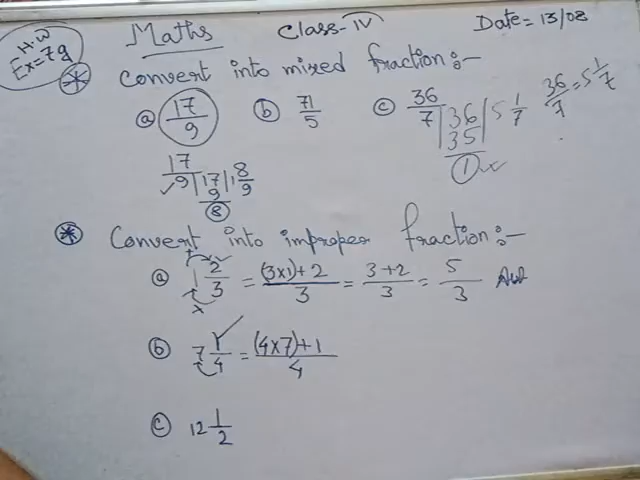 H.W
Ex=7g
Maths Class-IV Date=13/08
* Convert into mixed fraction:-
(a) 17/9 (b) 71/5 (c) 36/7 7|36|5 1/7 36/7=5 1/7
35
1
17/9 9|17|1 8/9
9
8
* Convert into improper fraction:-
(a) 1 2/3 = (3×1)+2/3 = 3+2/3 = 5/3 Ans
(b) 7 1/4 = (4×7)+1/4
(c) 12 1/2